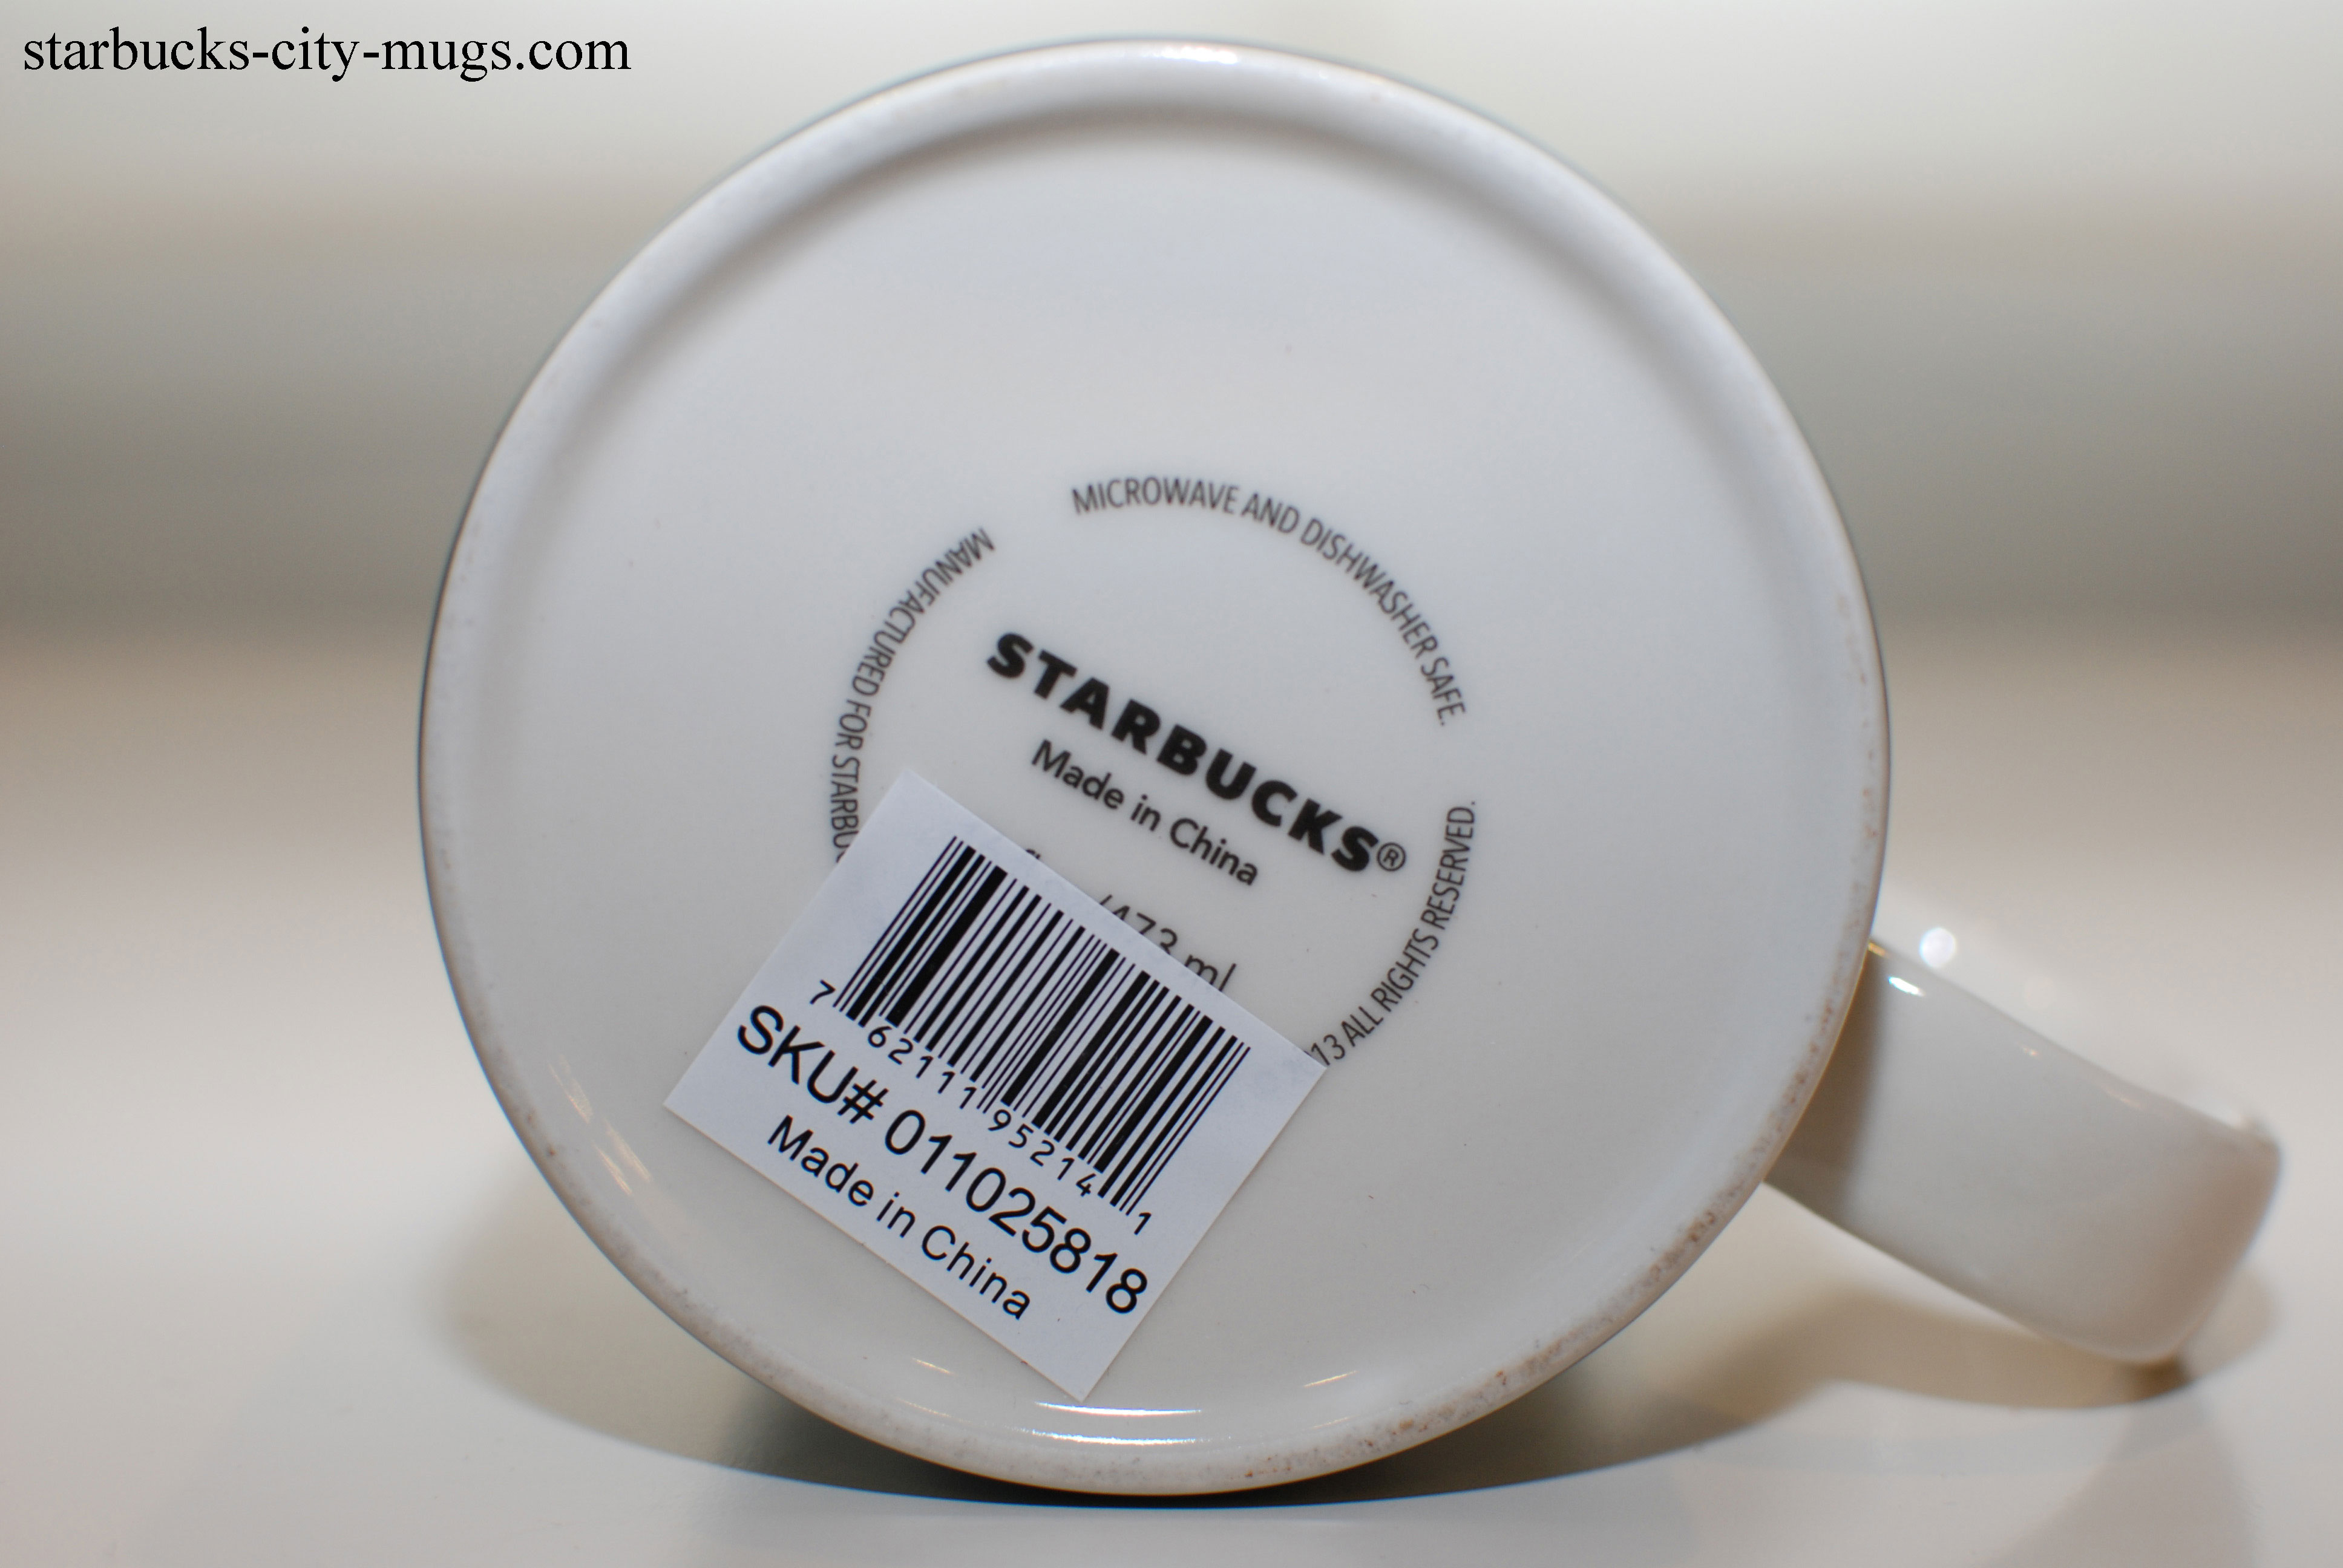 starbucks-city-mugs.com
MICROWAVE AND DISHWASHER SAFE.
MANUFACTURED FOR
STARBUCKS®
Made in China
/473 ml
13 ALL RIGHTS RESERVED.
7 62111 95214 1
SKU# 011025818
Made in China